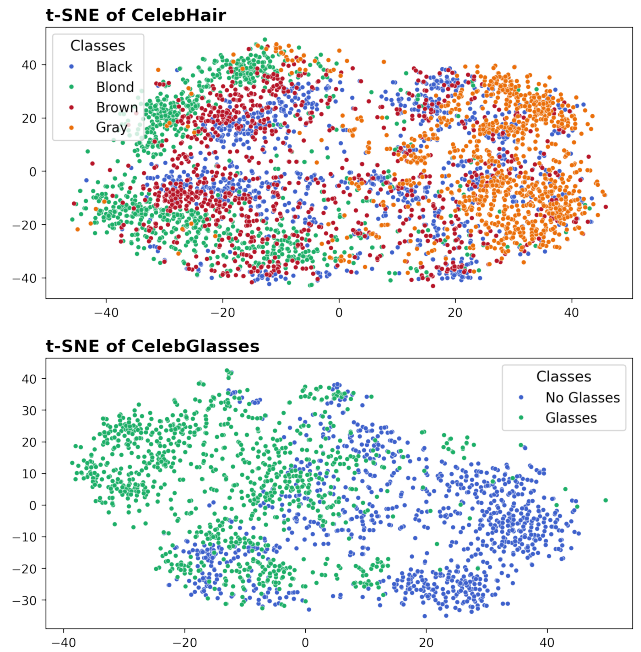 t-SNE of CelebHair
Classes
Black
Blond
Brown
Gray
40
20
0
−20
−40
−40 −20 0 20 40
t-SNE of CelebGlasses
Classes
No Glasses
Glasses
40
30
20
10
0
−10
−20
−30
−40 −20 0 20 40